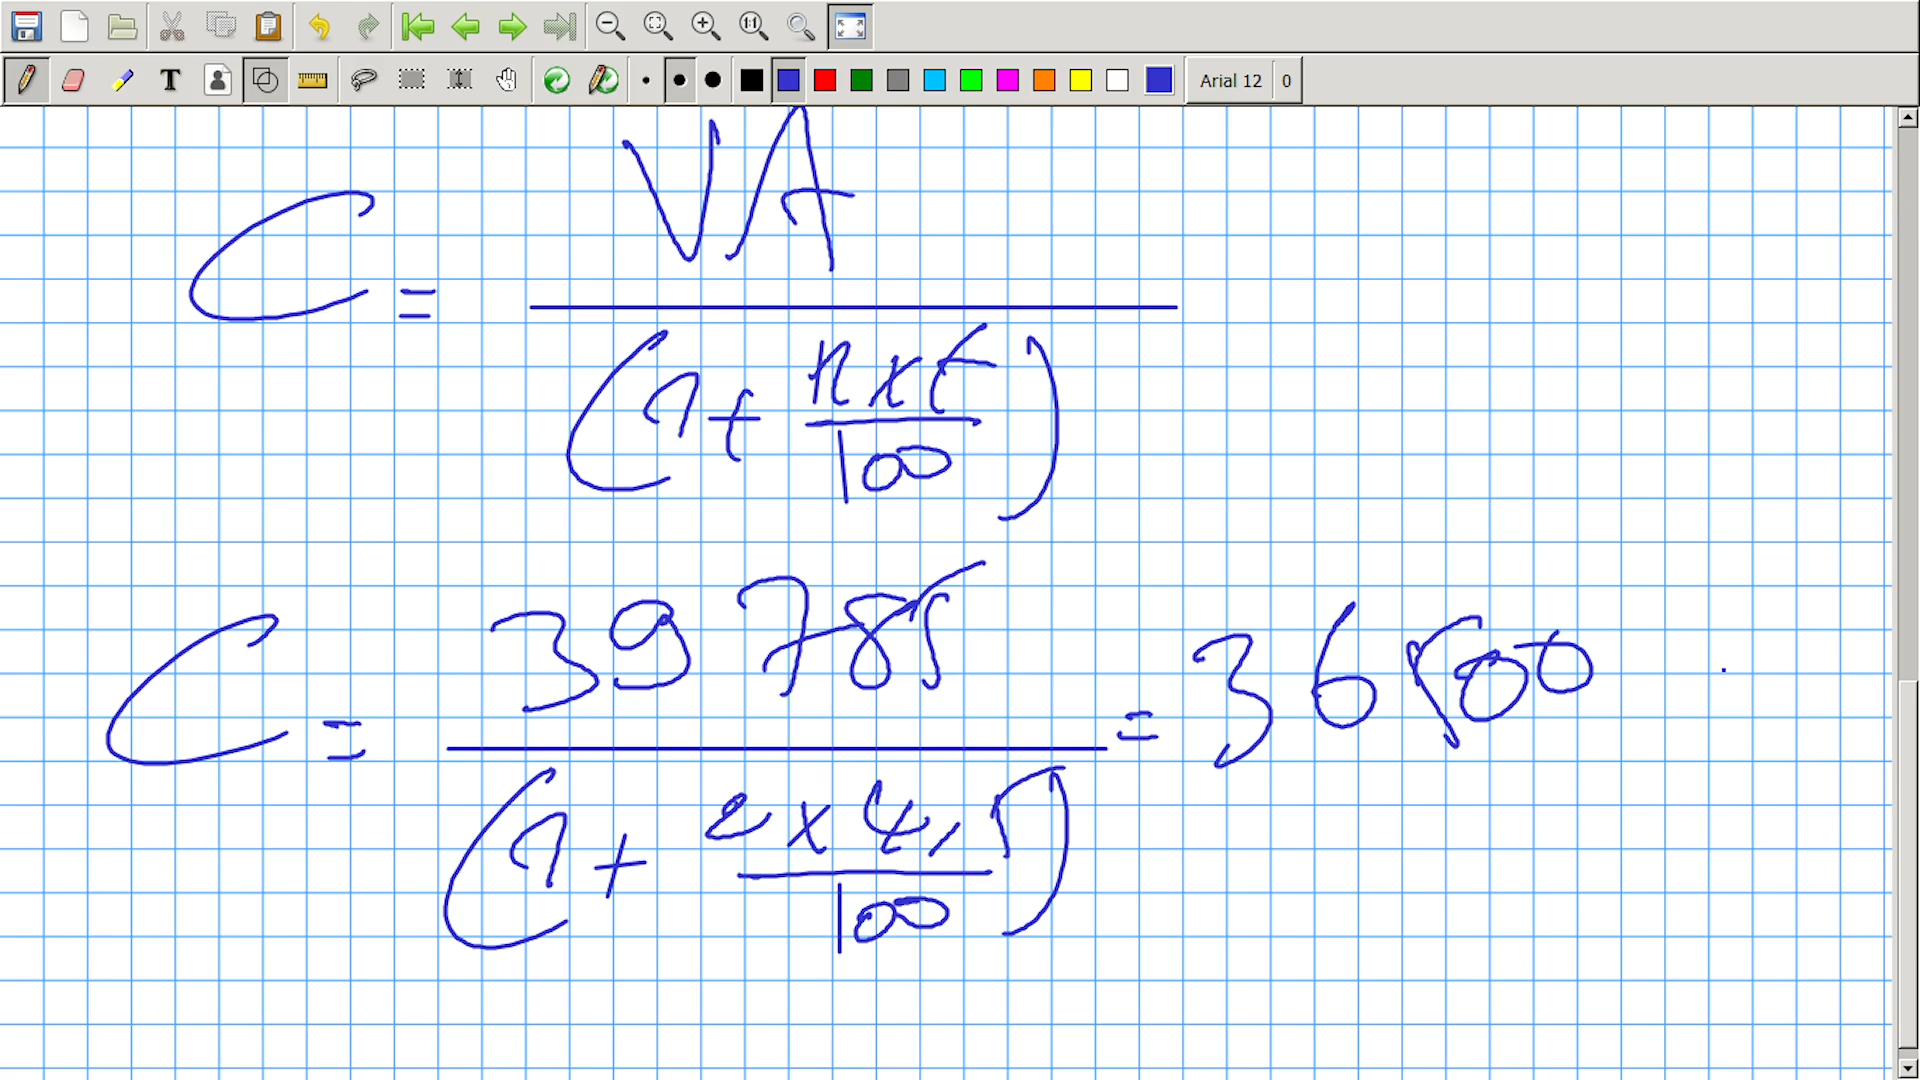 T Arial 12 0
C = VA / (1 + n x t / 100)
C = 39 785 / (1 + 2 x 4,5 / 100) = 36 500